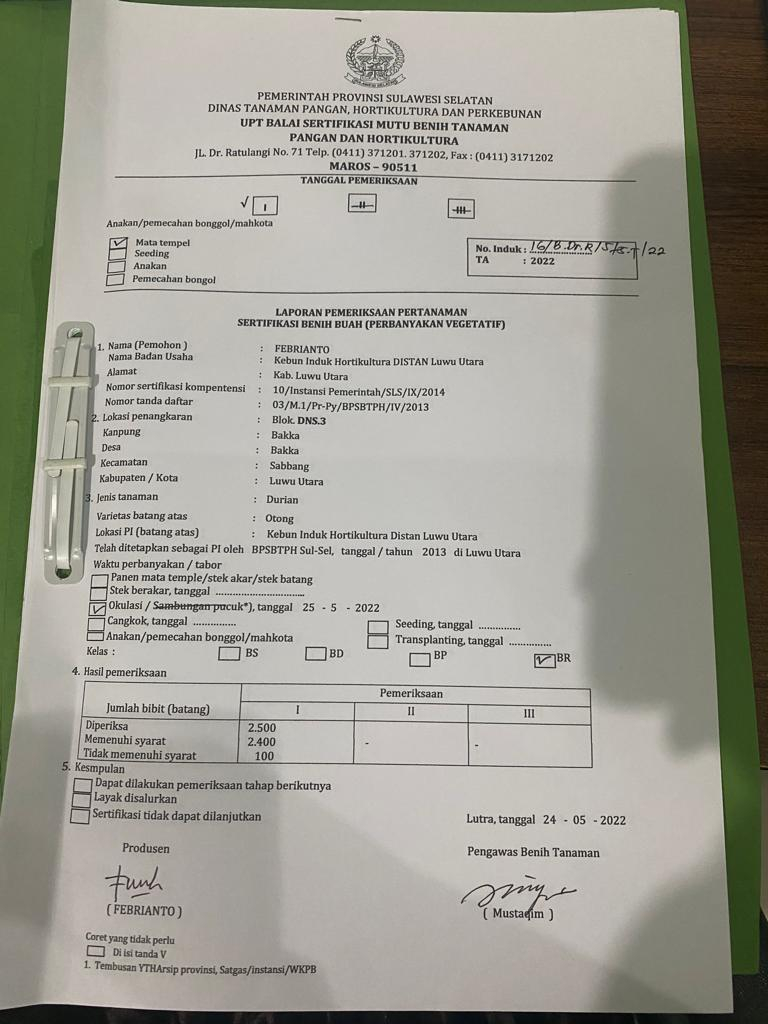 PEMERINTAH PROVINSI SULAWESI SELATAN
DINAS TANAMAN PANGAN, HORTIKULTURA DAN PERKEBUNAN
UPT BALAI SERTIFIKASI MUTU BENIH TANAMAN
PANGAN DAN HORTIKULTURA
JL. Dr. Ratulangi No. 71 Telp. (0411) 371201. 371202, Fax : (0411) 3171202
MAROS – 90511
TANGGAL PEMERIKSAAN
√ I II III
Anakan/pemecahan bonggol/mahkota
Mata tempel
Seeding
Anakan
Pemecahan bongol
No. Induk : 16/B.Dr.R/5/S.T/22
TA : 2022
LAPORAN PEMERIKSAAN PERTANAMAN
SERTIFIKASI BENIH BUAH (PERBANYAKAN VEGETATIF)
1. Nama (Pemohon ) : FEBRIANTO
Nama Badan Usaha : Kebun Induk Hortikultura DISTAN Luwu Utara
Alamat : Kab. Luwu Utara
Nomor sertifikasi kompentensi : 10/Instansi Pemerintah/SLS/IX/2014
Nomor tanda daftar : 03/M.1/Pr-Py/BPSBTPH/IV/2013
2. Lokasi penangkaran : Blok. DNS.3
Kanpung : Bakka
Desa : Bakka
Kecamatan : Sabbang
Kabupaten / Kota : Luwu Utara
3. Jenis tanaman : Durian
Varietas batang atas : Otong
Lokasi PI (batang atas) : Kebun Induk Hortikultura Distan Luwu Utara
Telah ditetapkan sebagai PI oleh BPSBTPH Sul-Sel, tanggal / tahun 2013 di Luwu Utara
Waktu perbanyakan / tabor
Panen mata temple/stek akar/stek batang
Stek berakar, tanggal ..............................
Okulasi / Sambungan pucuk*), tanggal 25 - 5 - 2022
Cangkok, tanggal .............. Seeding, tanggal ..............
Anakan/pemecahan bonggol/mahkota Transplanting, tanggal ..............
Kelas : BS BD BP BR
4. Hasil pemeriksaan
Jumlah bibit (batang) Pemeriksaan
I II III
Diperiksa 2.500
Memenuhi syarat 2.400 - -
Tidak memenuhi syarat 100
5. Kesmpulan
Dapat dilakukan pemeriksaan tahap berikutnya
Layak disalurkan
Sertifikasi tidak dapat dilanjutkan
Lutra, tanggal 24 - 05 - 2022
Produsen Pengawas Benih Tanaman
( FEBRIANTO ) ( Mustaqim )
Coret yang tidak perlu
Di isi tanda V
1. Tembusan YTHArsip provinsi, Satgas/instansi/WKPB